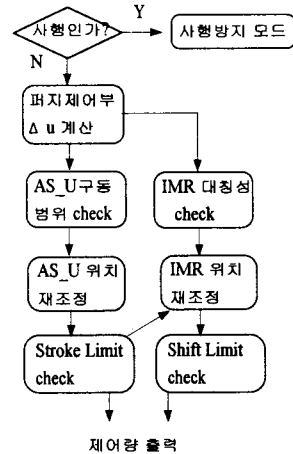 사행인가?
Y
사행방지 모드
N
퍼지제어부
Δ u 계산
AS_U구동
범위 check
IMR 대칭성
check
AS_U 위치
재조정
IMR 위치
재조정
Stroke Limit
check
Shift Limit
check
제어량 출력